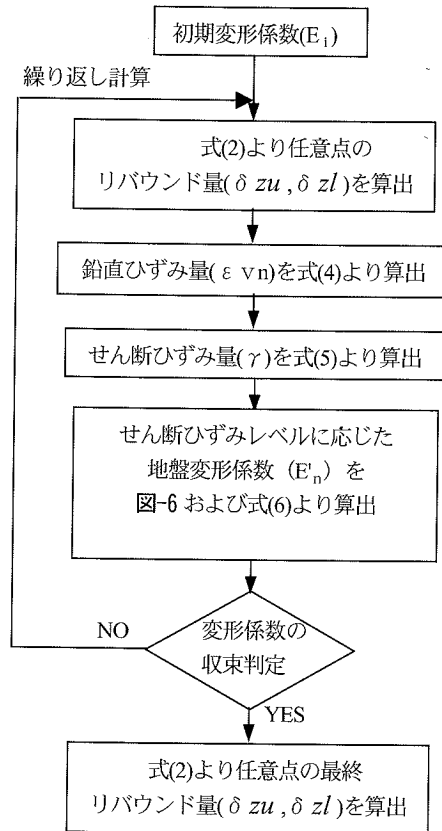 初期変形係数(Ei)
繰り返し計算
式(2)より任意点の
リバウンド量(δzu,δzl)を算出
鉛直ひずみ量(εvn)を式(4)より算出
せん断ひずみ量(γ)を式(5)より算出
せん断ひずみレベルに応じた
地盤変形係数（E'n）を
図-6および式(6)より算出
NO
変形係数の
収束判定
YES
式(2)より任意点の最終
リバウンド量(δzu,δzl)を算出